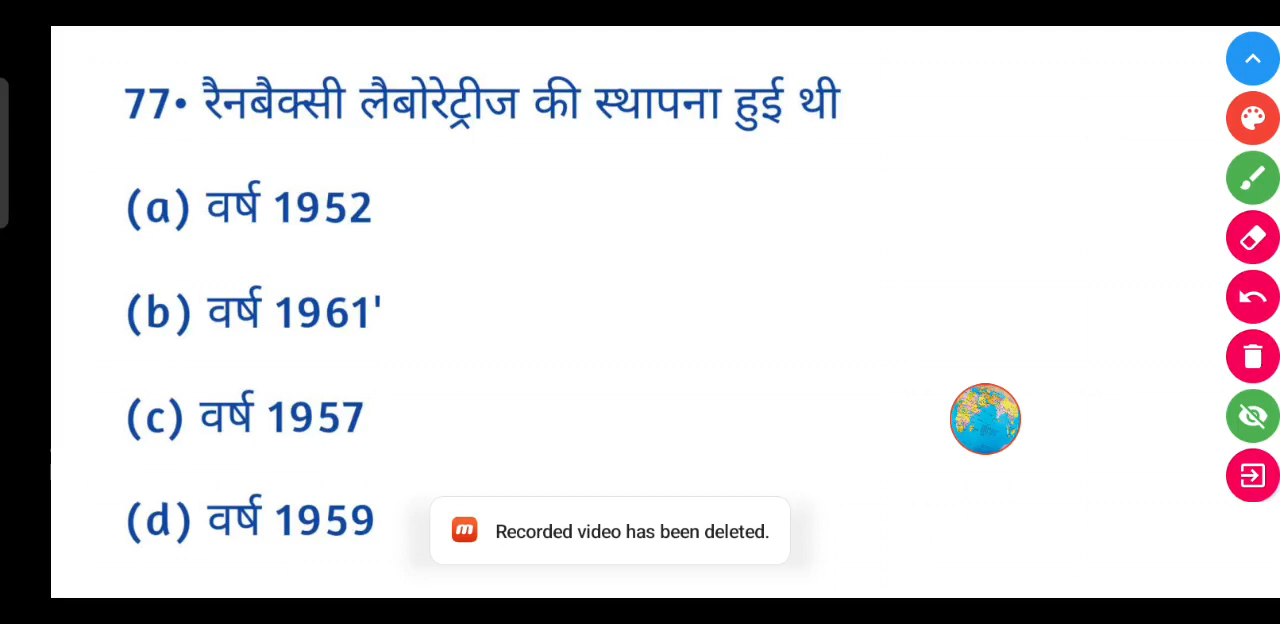 77• रैनबैक्सी लैबोरेट्रीज की स्थापना हुई थी
(a) वर्ष 1952
(b) वर्ष 1961'
(c) वर्ष 1957
(d) वर्ष 1959
m Recorded video has been deleted.